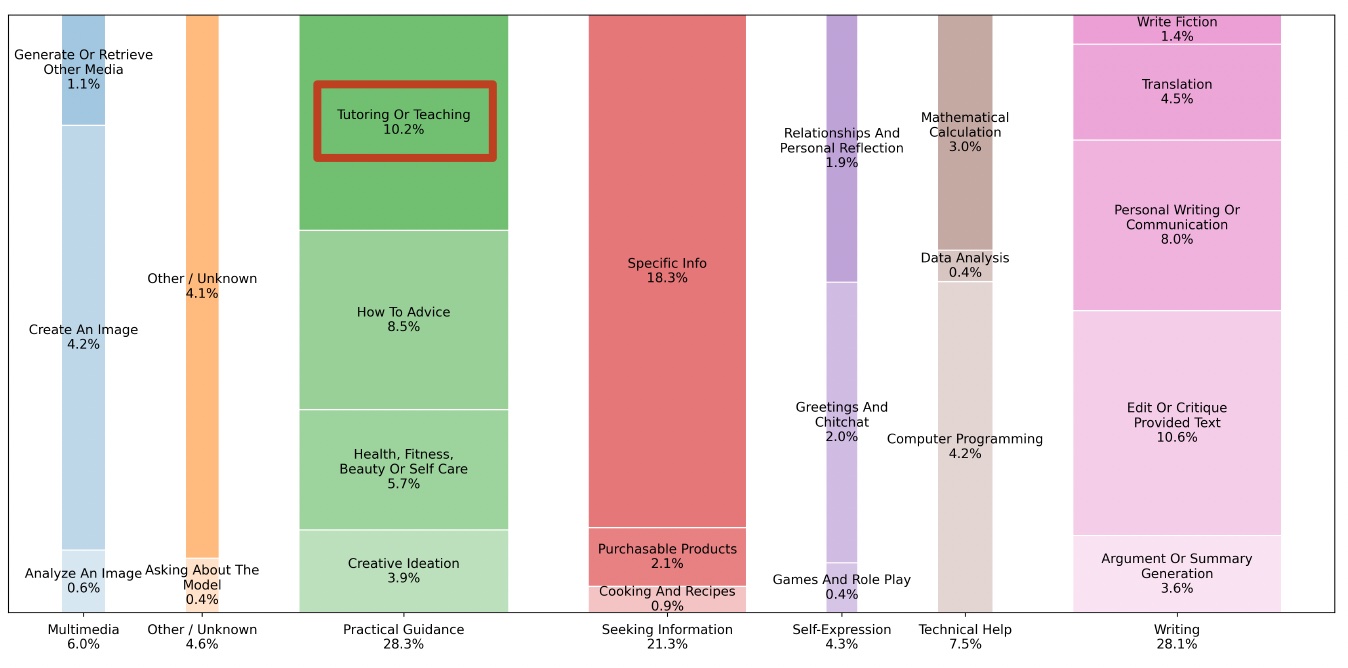 Generate Or Retrieve
Other Media
1.1%
Create An Image
4.2%
Analyze An Image
0.6%
Multimedia
6.0%
Other / Unknown
4.1%
Asking About The
Model
0.4%
Other / Unknown
4.6%
Tutoring Or Teaching
10.2%
How To Advice
8.5%
Health, Fitness,
Beauty Or Self Care
5.7%
Creative Ideation
3.9%
Practical Guidance
28.3%
Specific Info
18.3%
Purchasable Products
2.1%
Cooking And Recipes
0.9%
Seeking Information
21.3%
Relationships And
Personal Reflection
1.9%
Greetings And
Chitchat
2.0%
Games And Role Play
0.4%
Self-Expression
4.3%
Mathematical
Calculation
3.0%
Data Analysis
0.4%
Computer Programming
4.2%
Technical Help
7.5%
Write Fiction
1.4%
Translation
4.5%
Personal Writing Or
Communication
8.0%
Edit Or Critique
Provided Text
10.6%
Argument Or Summary
Generation
3.6%
Writing
28.1%